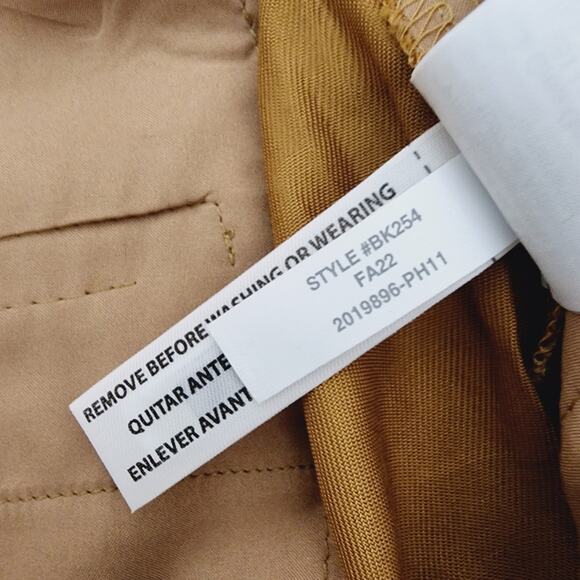 STYLE #BK254
FA22
2019896-PH11
REMOVE BEFORE WASHING OR WEARING
QUITAR ANTE
ENLEVER AVANT